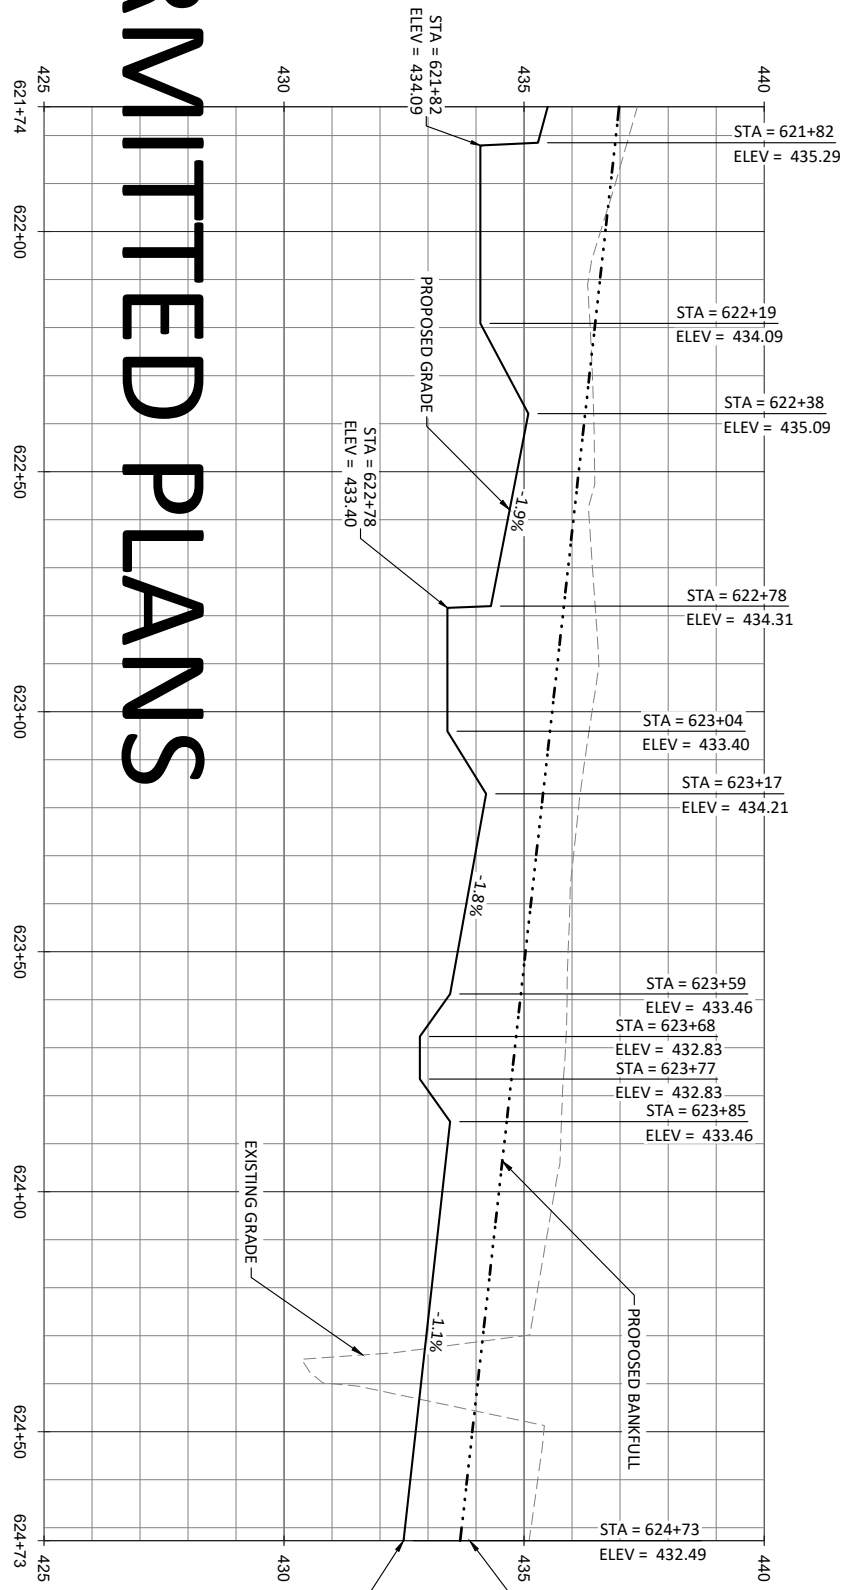 STA = 621+82
ELEV = 434.09
425
430
435
440
STA = 621+82
ELEV = 435.29
STA = 622+19
ELEV = 434.09
STA = 622+38
ELEV = 435.09
PROPOSED GRADE
-1.9%
STA = 622+78
ELEV = 433.40
STA = 622+78
ELEV = 434.31
STA = 623+04
ELEV = 433.40
STA = 623+17
ELEV = 434.21
-1.8%
STA = 623+59
ELEV = 433.46
STA = 623+68
ELEV = 432.83
STA = 623+77
ELEV = 432.83
STA = 623+85
ELEV = 433.46
EXISTING GRADE
PROPOSED BANKFULL
-1.1%
STA = 624+73
ELEV = 432.49
425
430
435
440
621+74
622+00
622+50
623+00
623+50
624+00
624+50
624+73
RMITTED PLANS